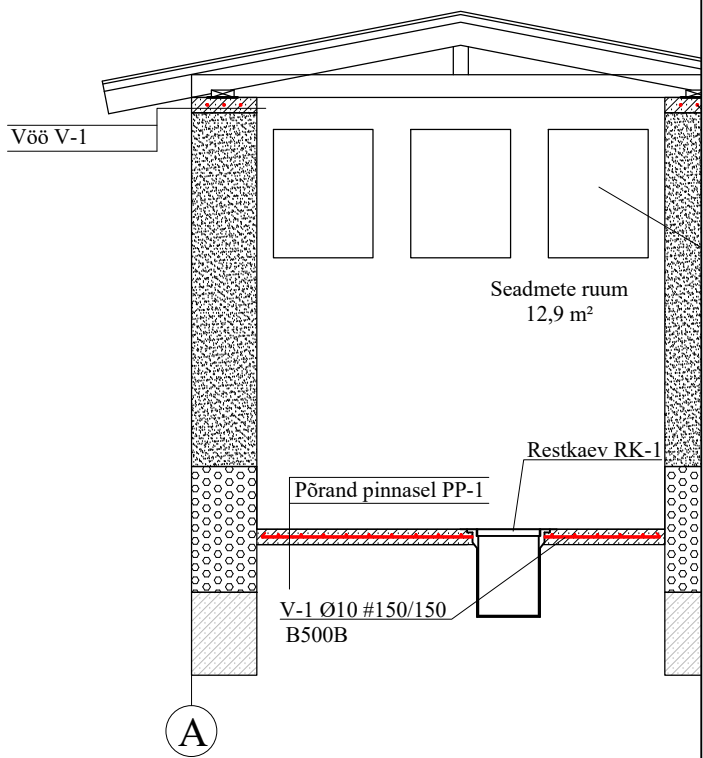 Vöö V-1
Seadmete ruum
12,9 m²
Restkaev RK-1
Põrand pinnasel PP-1
V-1 Ø10 #150/150
B500B
A